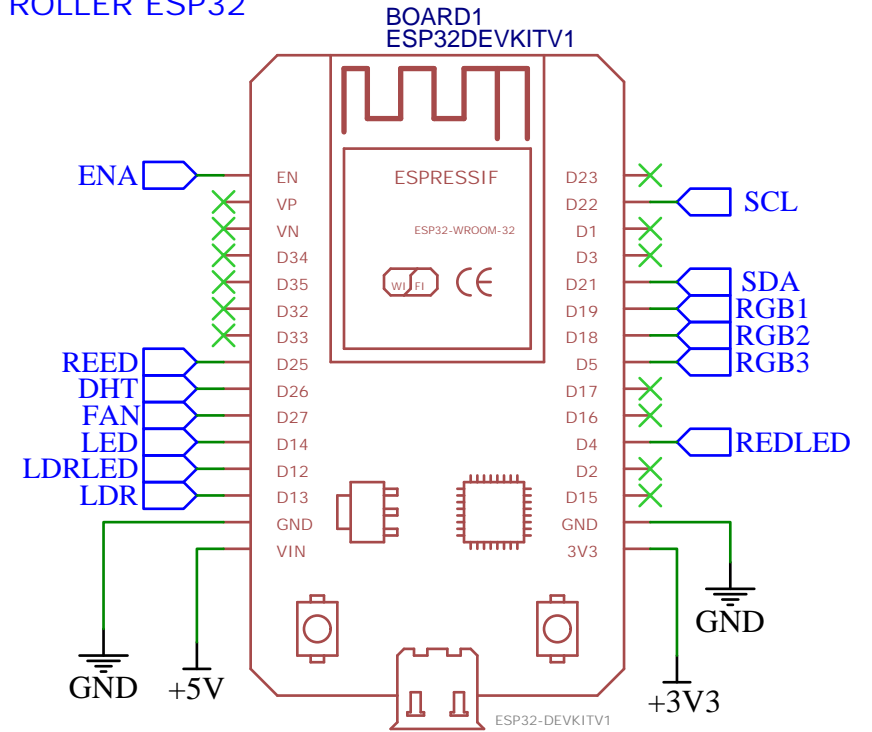 ROLLER ESP32
BOARD1
ESP32DEVKITV1
ENA
EN
VP
VN
D34
D35
D32
D33
REED
D25
DHT
D26
FAN
D27
LED
D14
LDRLED
D12
LDR
D13
GND
VIN
GND
+5V
ESPRESSIF
ESP32-WROOM-32
WI FI
CE
D23
D22
SCL
D1
D3
D21
SDA
D19
RGB1
D18
RGB2
D5
RGB3
D17
D16
D4
REDLED
D2
D15
GND
3V3
GND
+3V3
ESP32-DEVKITV1